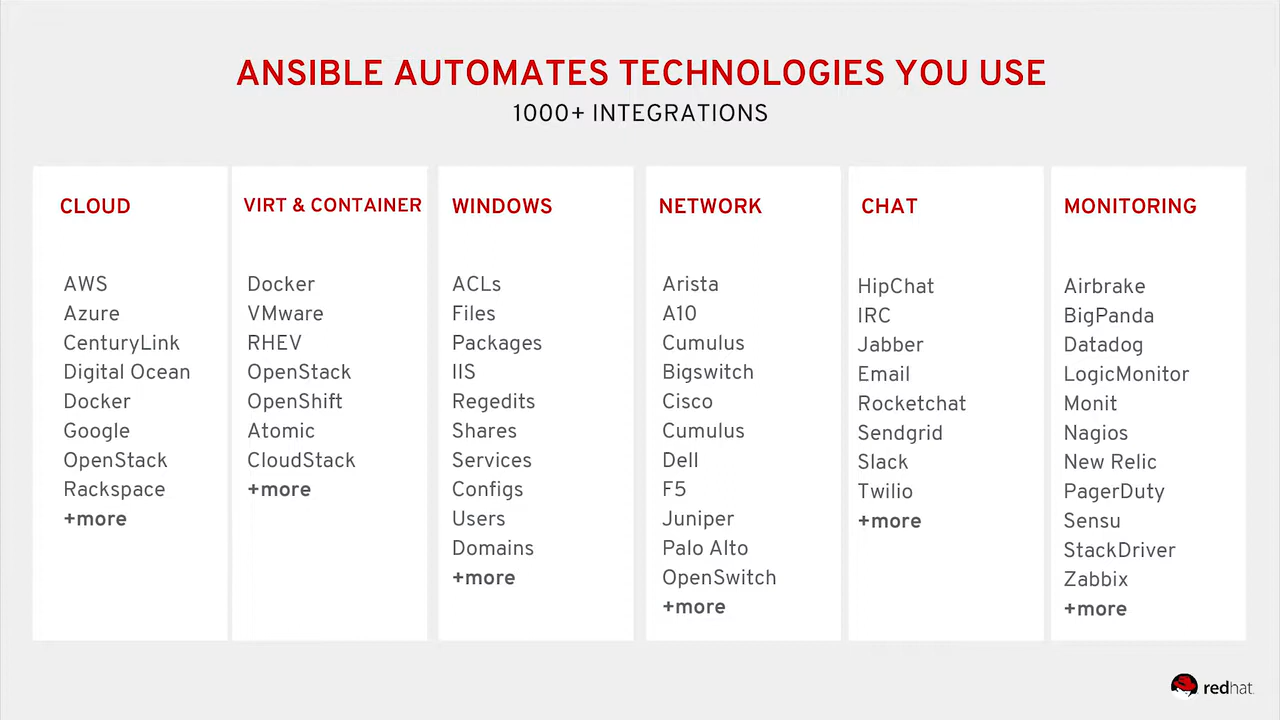 ANSIBLE AUTOMATES TECHNOLOGIES YOU USE
1000+ INTEGRATIONS
CLOUD
AWS
Azure
CenturyLink
Digital Ocean
Docker
Google
OpenStack
Rackspace
+more
VIRT & CONTAINER
Docker
VMware
RHEV
OpenStack
OpenShift
Atomic
CloudStack
+more
WINDOWS
ACLs
Files
Packages
IIS
Regedits
Shares
Services
Configs
Users
Domains
+more
NETWORK
Arista
A10
Cumulus
Bigswitch
Cisco
Cumulus
Dell
F5
Juniper
Palo Alto
OpenSwitch
+more
CHAT
HipChat
IRC
Jabber
Email
Rocketchat
Sendgrid
Slack
Twilio
+more
MONITORING
Airbrake
BigPanda
Datadog
LogicMonitor
Monit
Nagios
New Relic
PagerDuty
Sensu
StackDriver
Zabbix
+more
redhat.